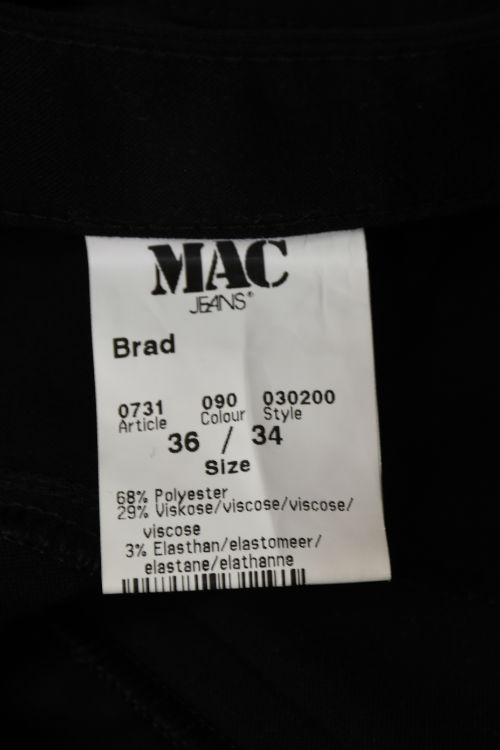 MAC
JEANS®
Brad
0731 090 030200
Article Colour Style
36 / 34
Size
68% Polyester
29% Viskose/viscose/viscose/
viscose
3% Elasthan/elastomeer/
elastane/elathanne